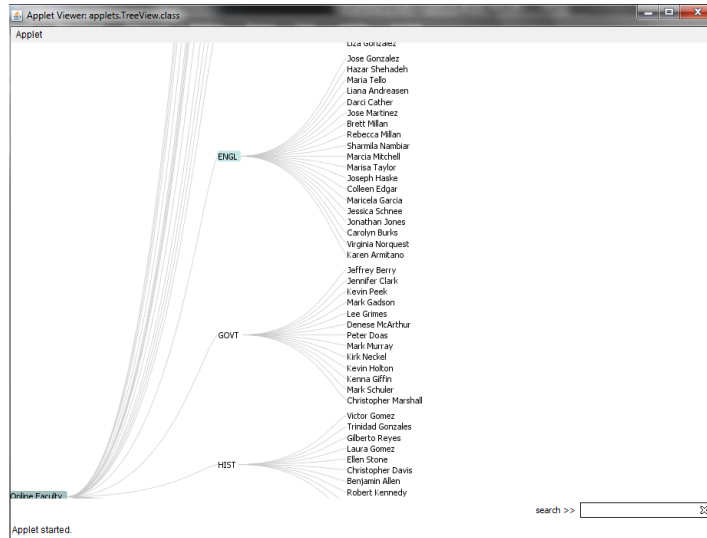 Applet Viewer: applets.TreeView.class
Applet
Liza Gonzalez
Jose Gonzalez
Hazar Shehadeh
Maria Tello
Liana Andreasen
Darci Cather
Jose Martinez
Brett Millan
Rebecca Millan
Sharmila Nambiar
ENGL
Marcia Mitchell
Marisa Taylor
Joseph Haske
Colleen Edgar
Maricela Garcia
Jessica Schnee
Jonathan Jones
Carolyn Burks
Virginia Norquest
Karen Armitano
Jeffrey Berry
Jennifer Clark
Kevin Peek
Mark Gadson
Lee Grimes
Denese McArthur
GOVT
Peter Doas
Mark Murray
Kirk Neckel
Kevin Holton
Kenna Giffin
Mark Schuler
Christopher Marshall
Victor Gomez
Trinidad Gonzales
Gilberto Reyes
Laura Gomez
Ellen Stone
HIST
Christopher Davis
Benjamin Allen
Robert Kennedy
Online Faculty
search >>
Applet started.